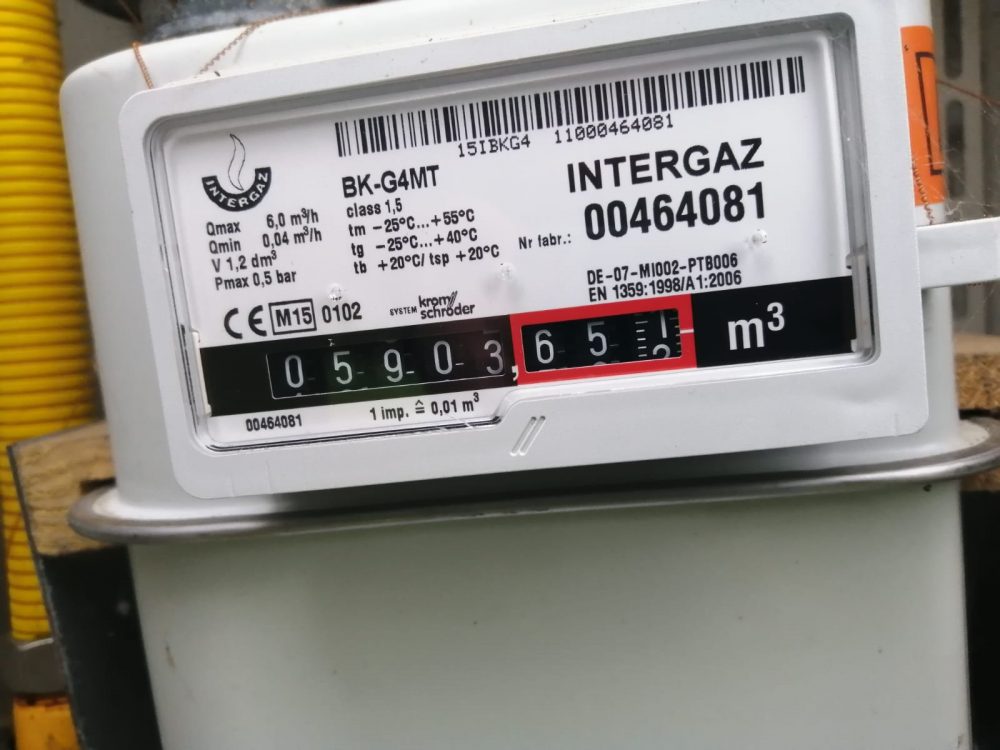 15IBKG4 11000464081
INTERGAZ
BK-G4MT
INTERGAZ
class 1,5
00464081
Nr fabr.:
Qmax 6,0 m³/h
Qmin 0,04 m³/h
V 1,2 dm³
Pmax 0,5 bar
tm -25°C...+55°C
tg -25°C...+40°C
tb +20°C/ tsp +20°C
DE-07-MI002-PTB006
EN 1359:1998/A1:2006
CE M15 0102
SYSTEM kromschröder
05903,65 m³
00464081
1 imp. ≙ 0,01 m³